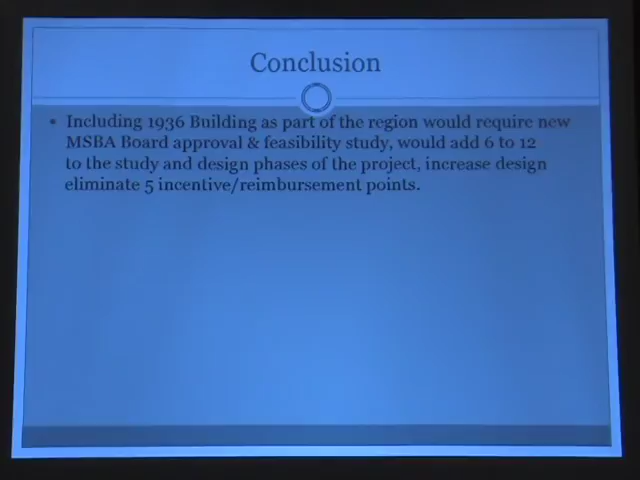 Conclusion
Including 1936 Building as part of the region would require new
MSBA Board approval & feasibility study, would add 6 to 12
to the study and design phases of the project, increase design
eliminate 5 incentive/reimbursement points.